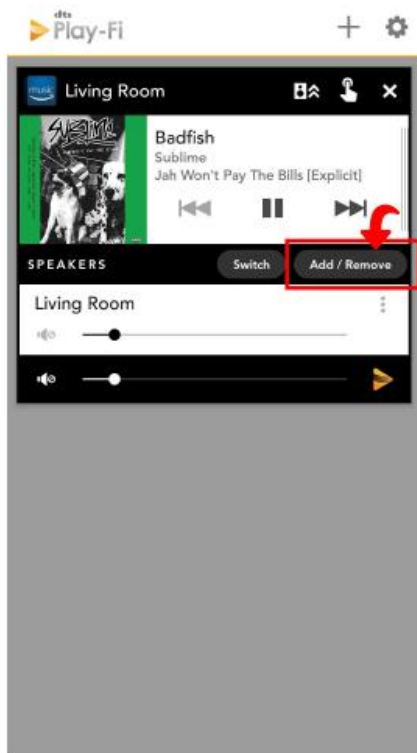 dts
Play-Fi
music
Living Room
SUBLIME
Badfish
Sublime
Jah Won't Pay The Bills [Explicit]
SPEAKERS
Switch
Add / Remove
Living Room